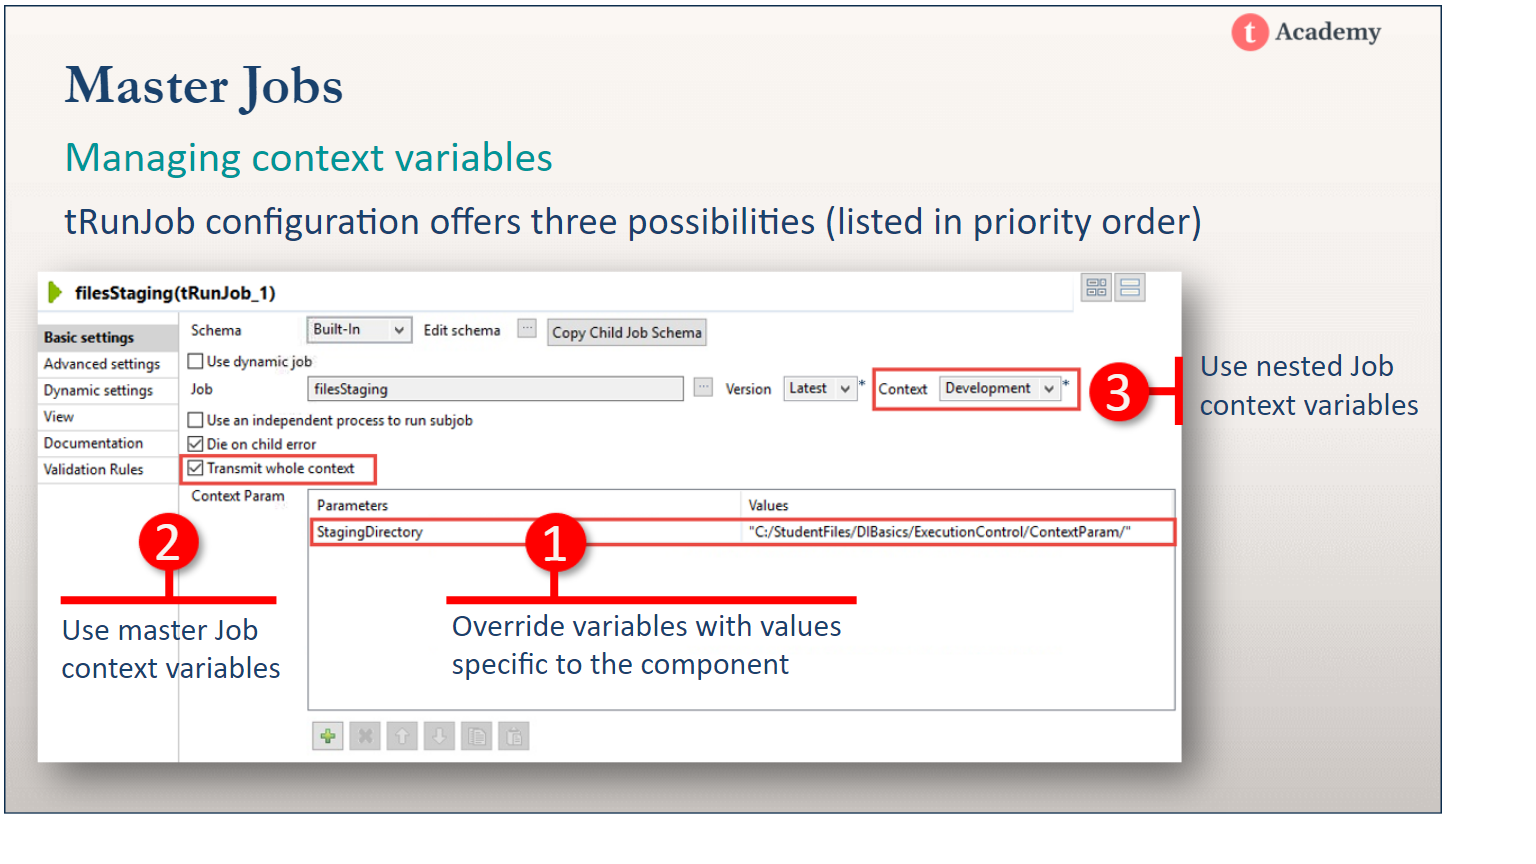 t Academy
Master Jobs
Managing context variables
tRunJob configuration offers three possibilities (listed in priority order)
filesStaging(tRunJob_1)
Basic settings
Advanced settings
Dynamic settings
View
Documentation
Validation Rules
Schema Built-In Edit schema ... Copy Child Job Schema
Use dynamic job
Job filesStaging ... Version Latest * Context Development *
Use an independent process to run subjob
Die on child error
Transmit whole context
Context Param
Parameters Values
StagingDirectory "C:/StudentFiles/DIBasics/ExecutionControl/ContextParam/"
3
Use nested Job
context variables
2
Use master Job
context variables
1
Override variables with values
specific to the component